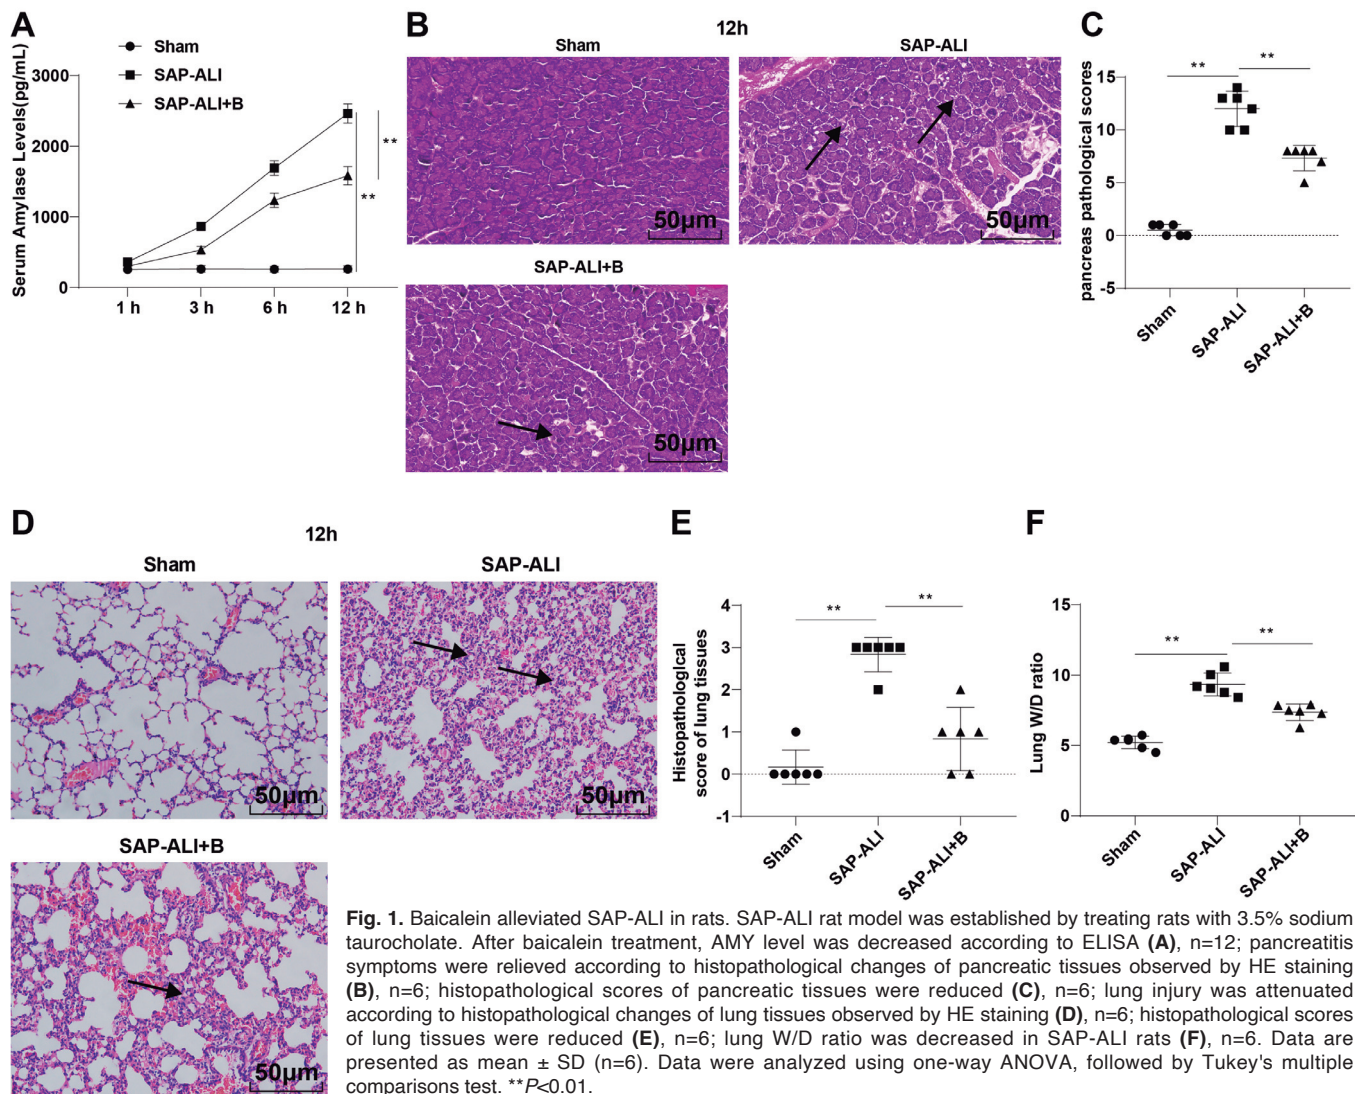 A
Sham
SAP-ALI
SAP-ALI+B
Serum Amylase Levels(pg/mL)
3000
2000
1000
0
1 h 3 h 6 h 12 h
**
**
B
12h
Sham SAP-ALI
50μm 50μm
SAP-ALI+B
50μm
C
** **
pancreas pathological scores
15
10
5
0
-5
Sham SAP-ALI SAP-ALI+B
D
12h
Sham SAP-ALI
50μm 50μm
SAP-ALI+B
50μm
E
** **
Histopathological
score of lung tissues
4
3
2
1
0
-1
Sham SAP-ALI SAP-ALI+B
F
** **
Lung W/D ratio
15
10
5
0
Sham SAP-ALI SAP-ALI+B
Fig. 1. Baicalein alleviated SAP-ALI in rats. SAP-ALI rat model was established by treating rats with 3.5% sodium
taurocholate. After baicalein treatment, AMY level was decreased according to ELISA (A), n=12; pancreatitis
symptoms were relieved according to histopathological changes of pancreatic tissues observed by HE staining
(B), n=6; histopathological scores of pancreatic tissues were reduced (C), n=6; lung injury was attenuated
according to histopathological changes of lung tissues observed by HE staining (D), n=6; histopathological scores
of lung tissues were reduced (E), n=6; lung W/D ratio was decreased in SAP-ALI rats (F), n=6. Data are
presented as mean ± SD (n=6). Data were analyzed using one-way ANOVA, followed by Tukey's multiple
comparisons test. **P<0.01.